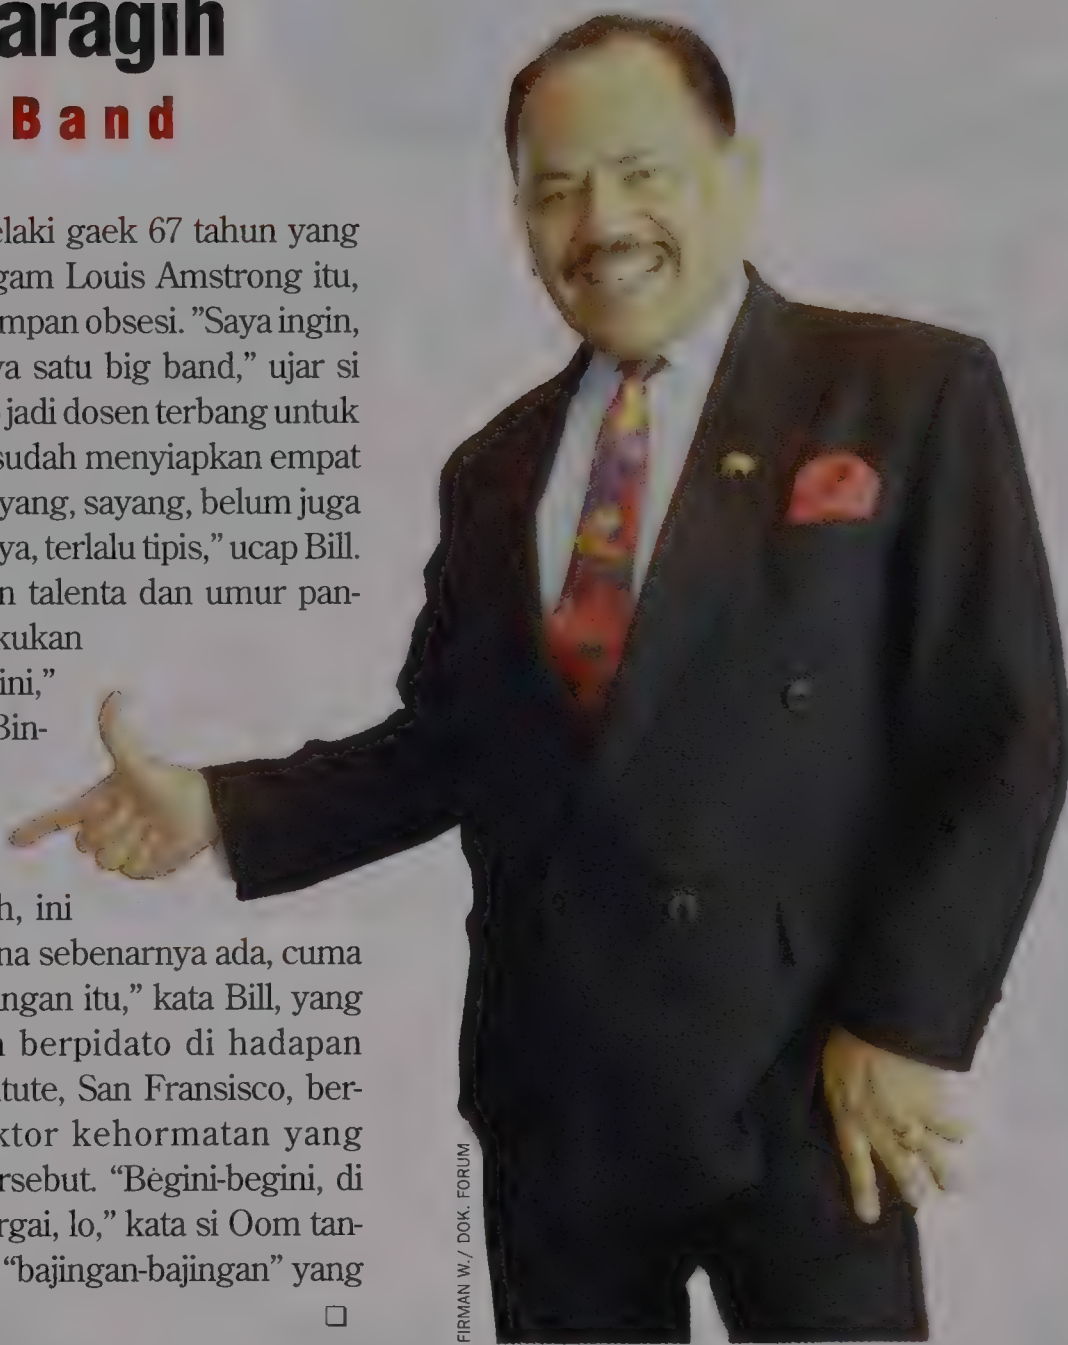 aragih
Band
elaki gaek 67 tahun yang
gam Louis Amstrong itu,
mpan obsesi. ”Saya ingin,
ya satu big band,” ujar si
jadi dosen terbang untuk
sudah menyiapkan empat
yang, sayang, belum juga
ya, terlalu tipis,” ucap Bill.
n talenta dan umur pan-
kukan
ini,”
Bin-
h, ini
na sebenarnya ada, cuma
ngan itu,” kata Bill, yang
n berpidato di hadapan
tute, San Fransisco, ber-
ktor kehormatan yang
rsebut. “Begini-begini, di
rgai, lo,” kata si Oom tan-
“bajingan-bajingan” yang
❏
FIRMAN W./ DOK. FORUM